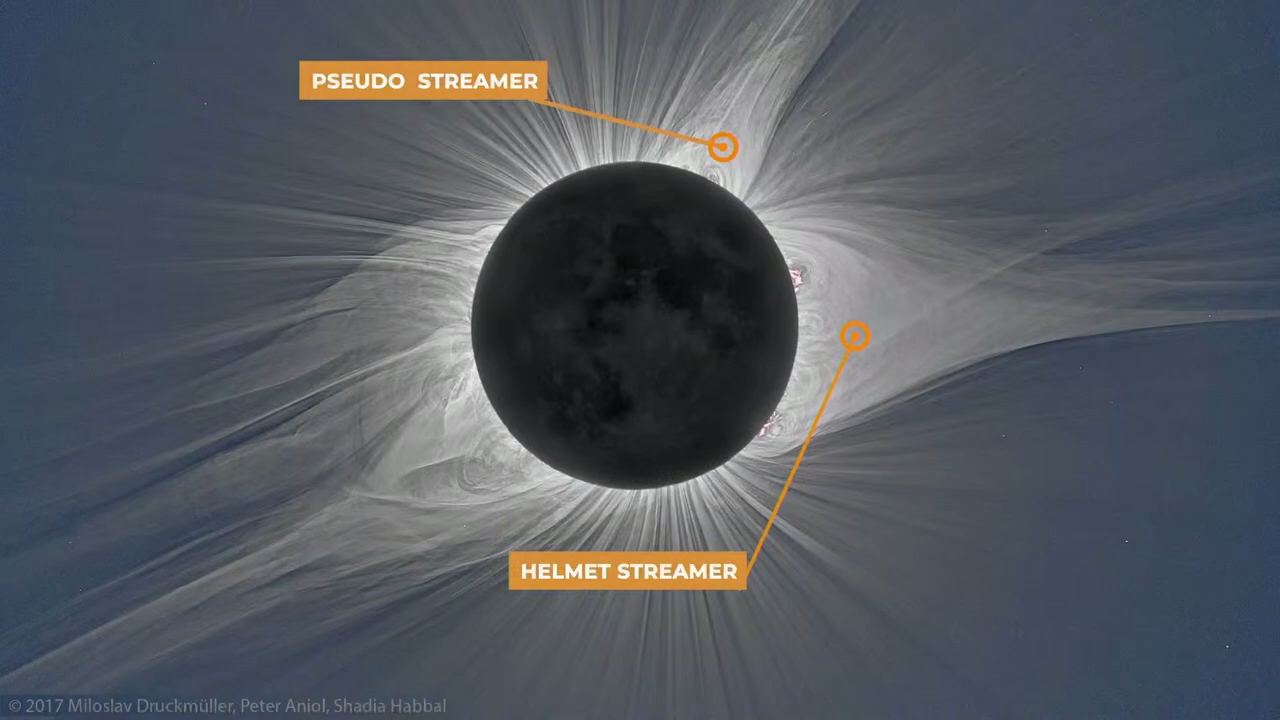 PSEUDO STREAMER
HELMET STREAMER
© 2017 Miloslav Druckmüller, Peter Aniol, Shadia Habbal